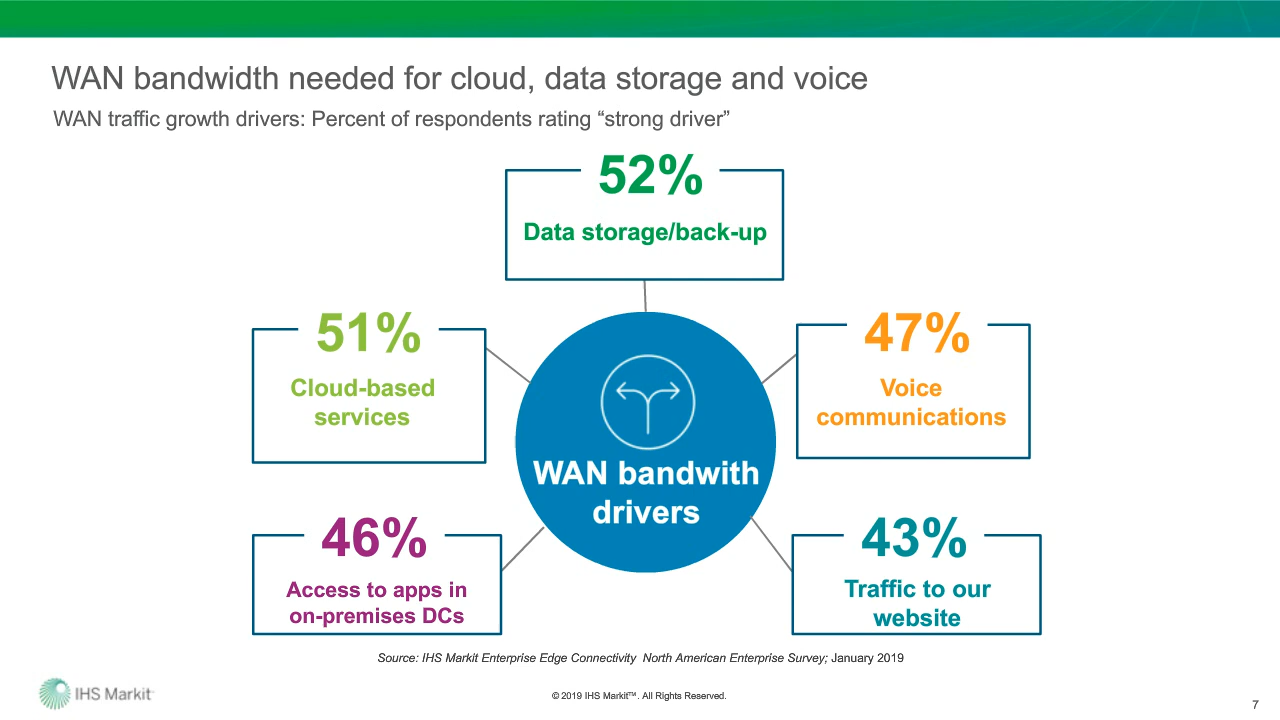 WAN bandwidth needed for cloud, data storage and voice
WAN traffic growth drivers: Percent of respondents rating “strong driver”
52%
Data storage/back-up
51%
Cloud-based
services
47%
Voice
communications
WAN bandwith
drivers
46%
Access to apps in
on-premises DCs
43%
Traffic to our
website
Source: IHS Markit Enterprise Edge Connectivity North American Enterprise Survey; January 2019
IHS Markit™
© 2019 IHS Markit™. All Rights Reserved.
7